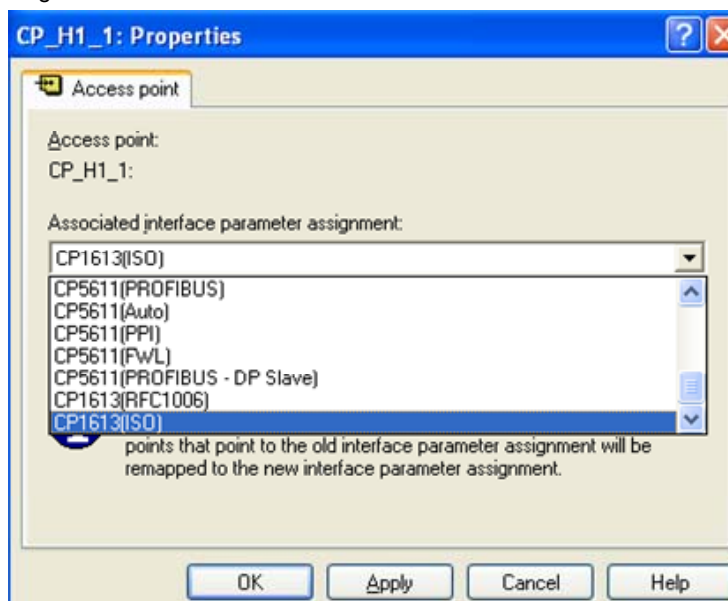 CP_H1_1: Properties
Access point
Access point:
CP_H1_1:
Associated interface parameter assignment:
CP1613(ISO)
CP5611(PROFIBUS)
CP5611(Auto)
CP5611(PPI)
CP5611(FWL)
CP5611(PROFIBUS - DP Slave)
CP1613(RFC1006)
CP1613(ISO)
points that point to the old interface parameter assignment will be
remapped to the new interface parameter assignment.
OK Apply Cancel Help